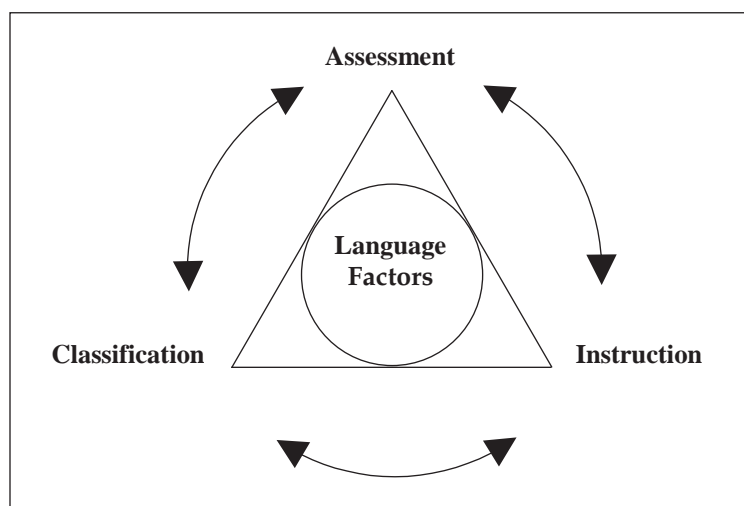 Assessment
Language
Factors
Classification
Instruction